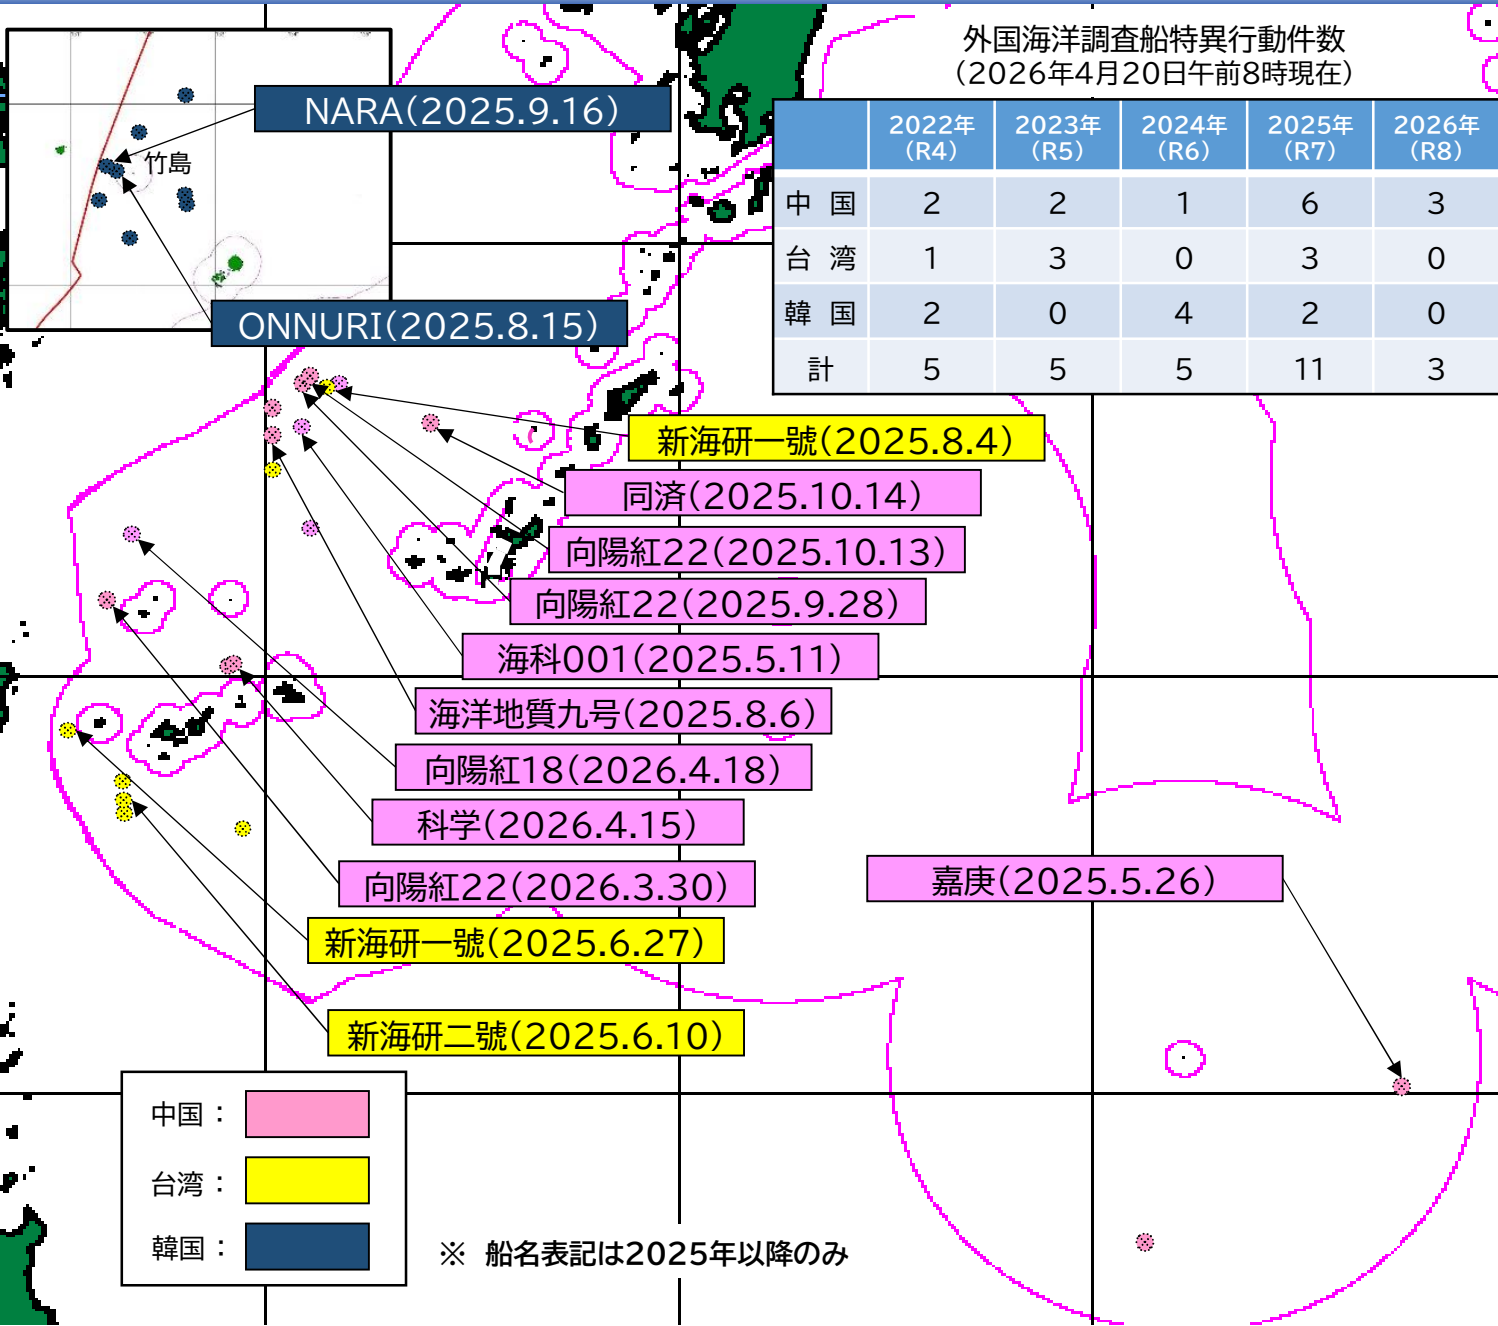 外国海洋調査船特異行動件数
（2026年4月20日午前8時現在）
2022年（R4） 2023年（R5） 2024年（R6） 2025年（R7） 2026年（R8）
中 国 2 2 1 6 3
台 湾 1 3 0 3 0
韓 国 2 0 4 2 0
計 5 5 5 11 3
NARA(2025.9.16)
竹島
ONNURI(2025.8.15)
新海研一號(2025.8.4)
同済(2025.10.14)
向陽紅22(2025.10.13)
向陽紅22(2025.9.28)
海科001(2025.5.11)
海洋地質九号(2025.8.6)
向陽紅18(2026.4.18)
科学(2026.4.15)
向陽紅22(2026.3.30)
嘉庚(2025.5.26)
新海研一號(2025.6.27)
新海研二號(2025.6.10)
中国：
台湾：
韓国：
※ 船名表記は2025年以降のみ